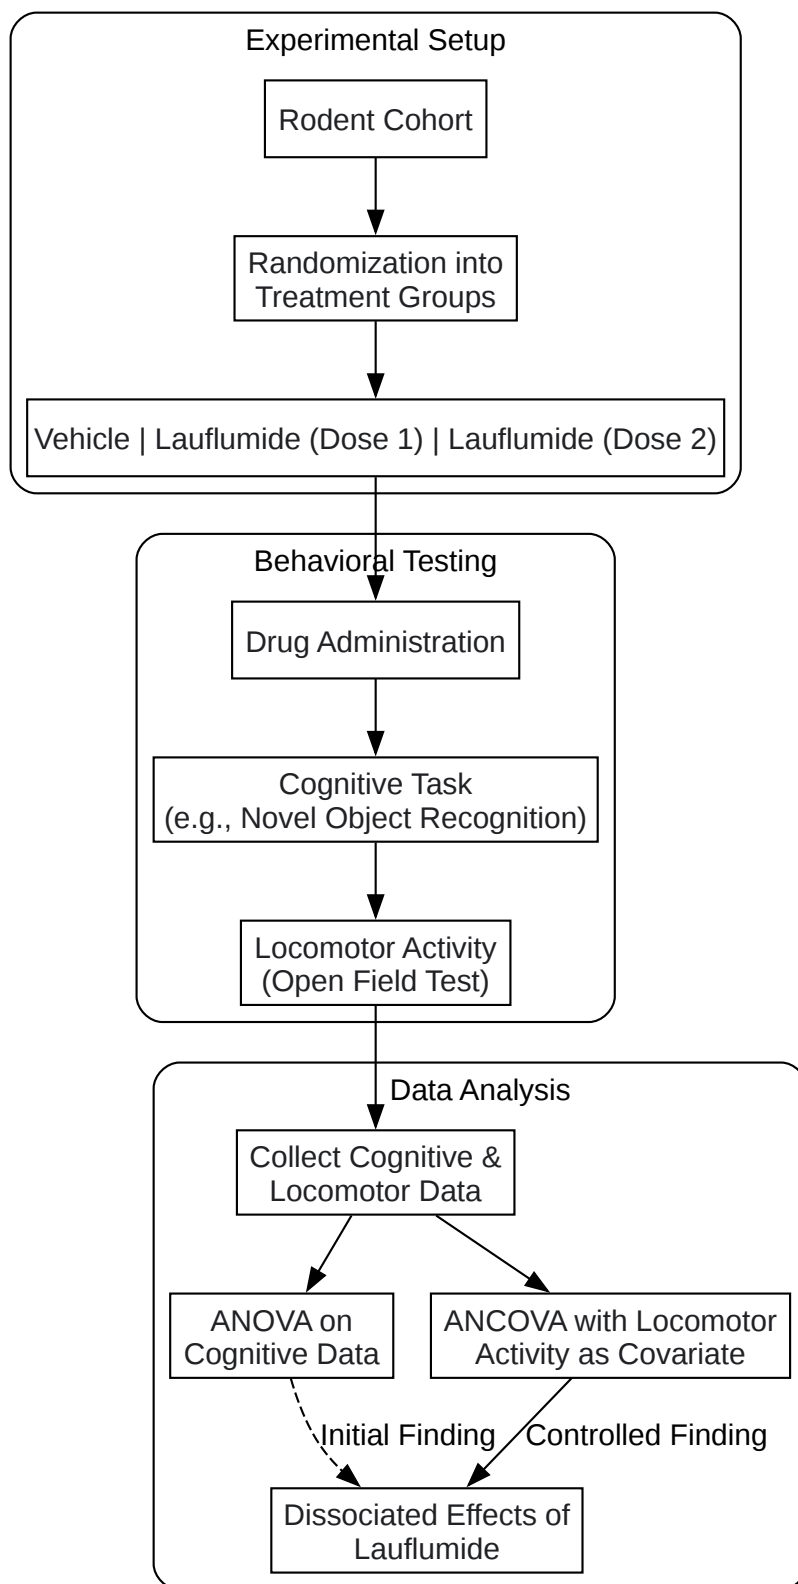 Experimental Setup
Rodent Cohort
Randomization into
Treatment Groups
Vehicle | Lauflumide (Dose 1) | Lauflumide (Dose 2)
Behavioral Testing
Drug Administration
Cognitive Task
(e.g., Novel Object Recognition)
Locomotor Activity
(Open Field Test)
Data Analysis
Collect Cognitive &
Locomotor Data
ANOVA on
Cognitive Data
ANCOVA with Locomotor
Activity as Covariate
Initial Finding
Controlled Finding
Dissociated Effects of
Lauflumide